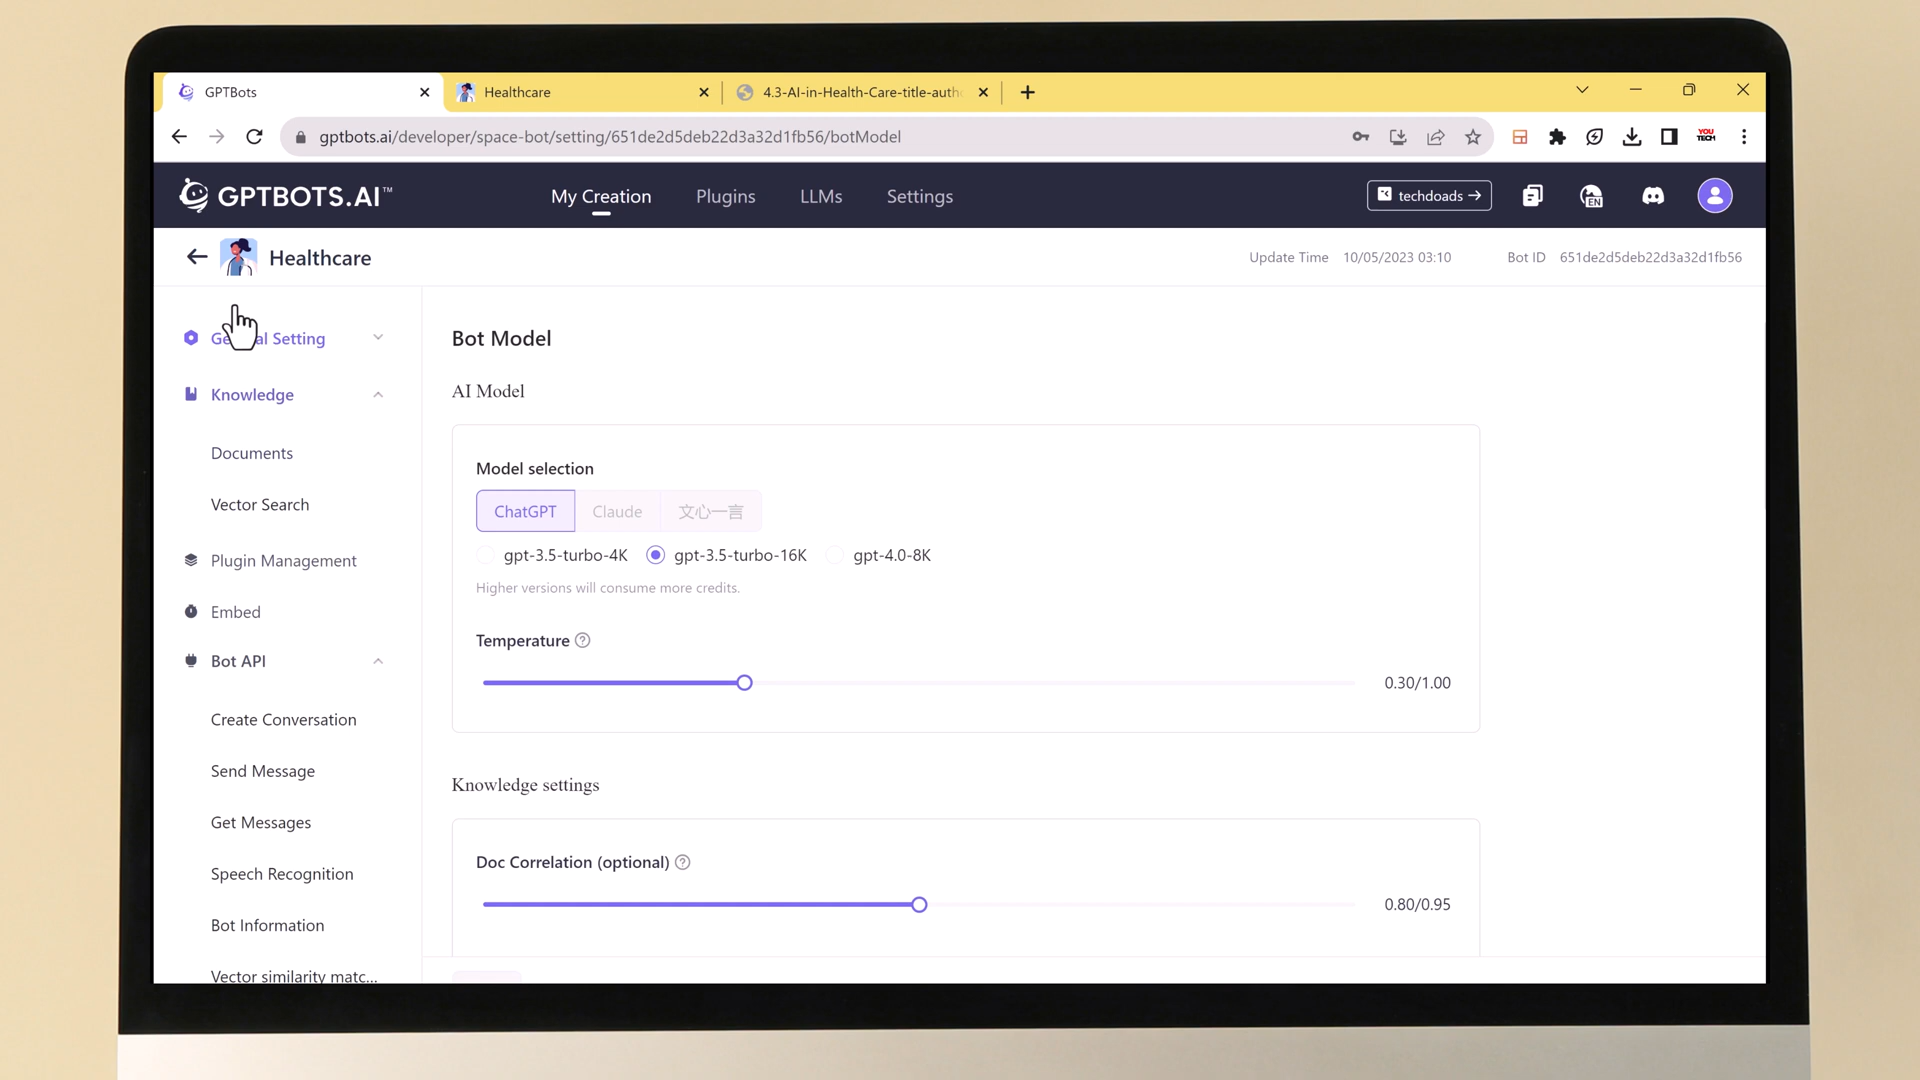 GPTBots
Healthcare
4.3-AI-in-Health-Care-title-autho
gptbots.ai/developer/space-bot/setting/651de2d5deb22d3a32d1fb56/botModel
YOU
TECH
GPTBOTS.AI™
My Creation
Plugins
LLMs
Settings
techdoads →
EN
Healthcare
Update Time 10/05/2023 03:10
Bot ID 651de2d5deb22d3a32d1fb56
General Setting
Knowledge
Documents
Vector Search
Plugin Management
Embed
Bot API
Create Conversation
Send Message
Get Messages
Speech Recognition
Bot Information
Vector similarity matc...
Bot Model
AI Model
Model selection
ChatGPT Claude 文心一言
gpt-3.5-turbo-4K gpt-3.5-turbo-16K gpt-4.0-8K
Higher versions will consume more credits.
Temperature
0.30/1.00
Knowledge settings
Doc Correlation (optional)
0.80/0.95